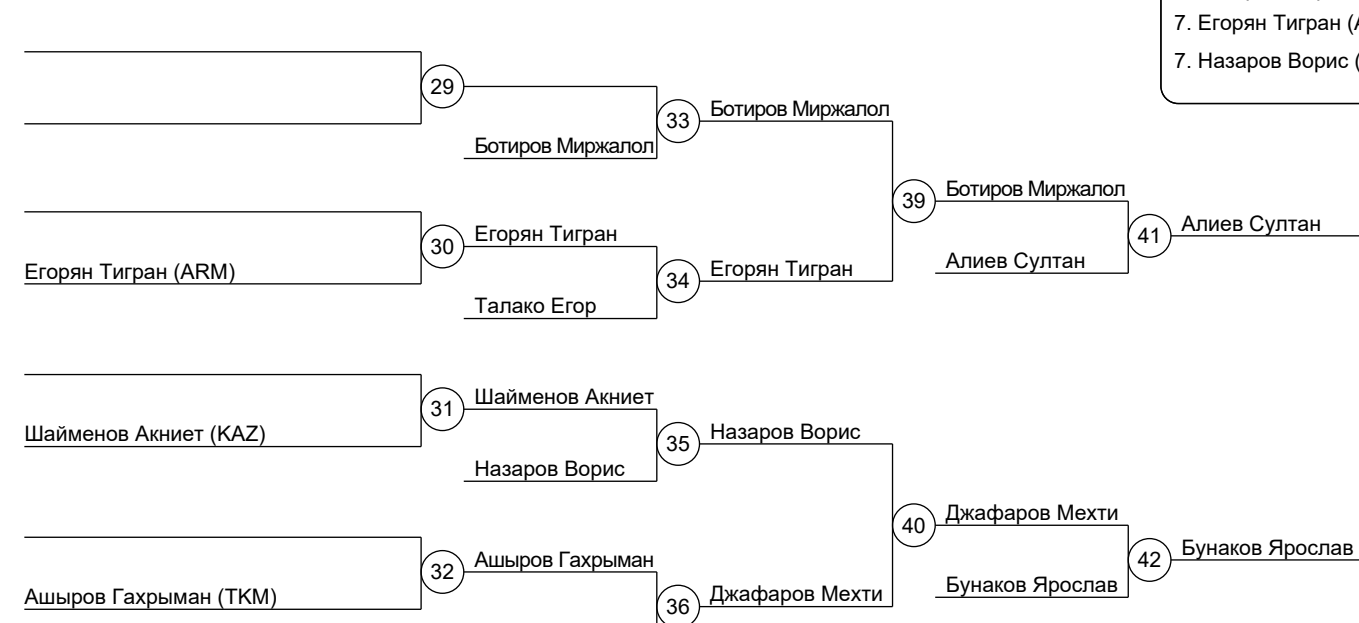 7. Егорян Тигран (
7. Назаров Ворис (
29
33
Ботиров Миржалол
Ботиров Миржалол
39
Ботиров Миржалол
30
Егорян Тигран
41
Алиев Султан
Егорян Тигран (ARM)
34
Егорян Тигран
Алиев Султан
Талако Егор
31
Шайменов Акниет
Шайменов Акниет (KAZ)
35
Назаров Ворис
Назаров Ворис
40
Джафаров Мехти
32
Ашыров Гахрыман
42
Бунаков Ярослав
Ашыров Гахрыман (TKM)
36
Джафаров Мехти
Бунаков Ярослав